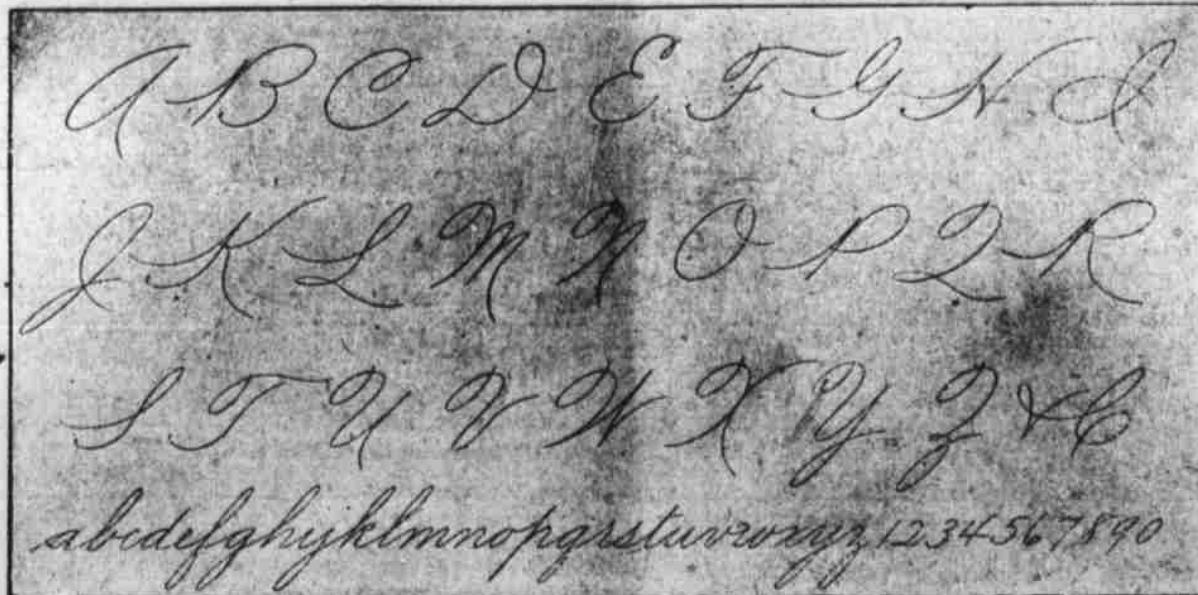 A B C D E F G H I
J K L M N O P Q R
S T U V W X Y Z & C
abcdefghijklmnopqrstuvwxyz 1234567890